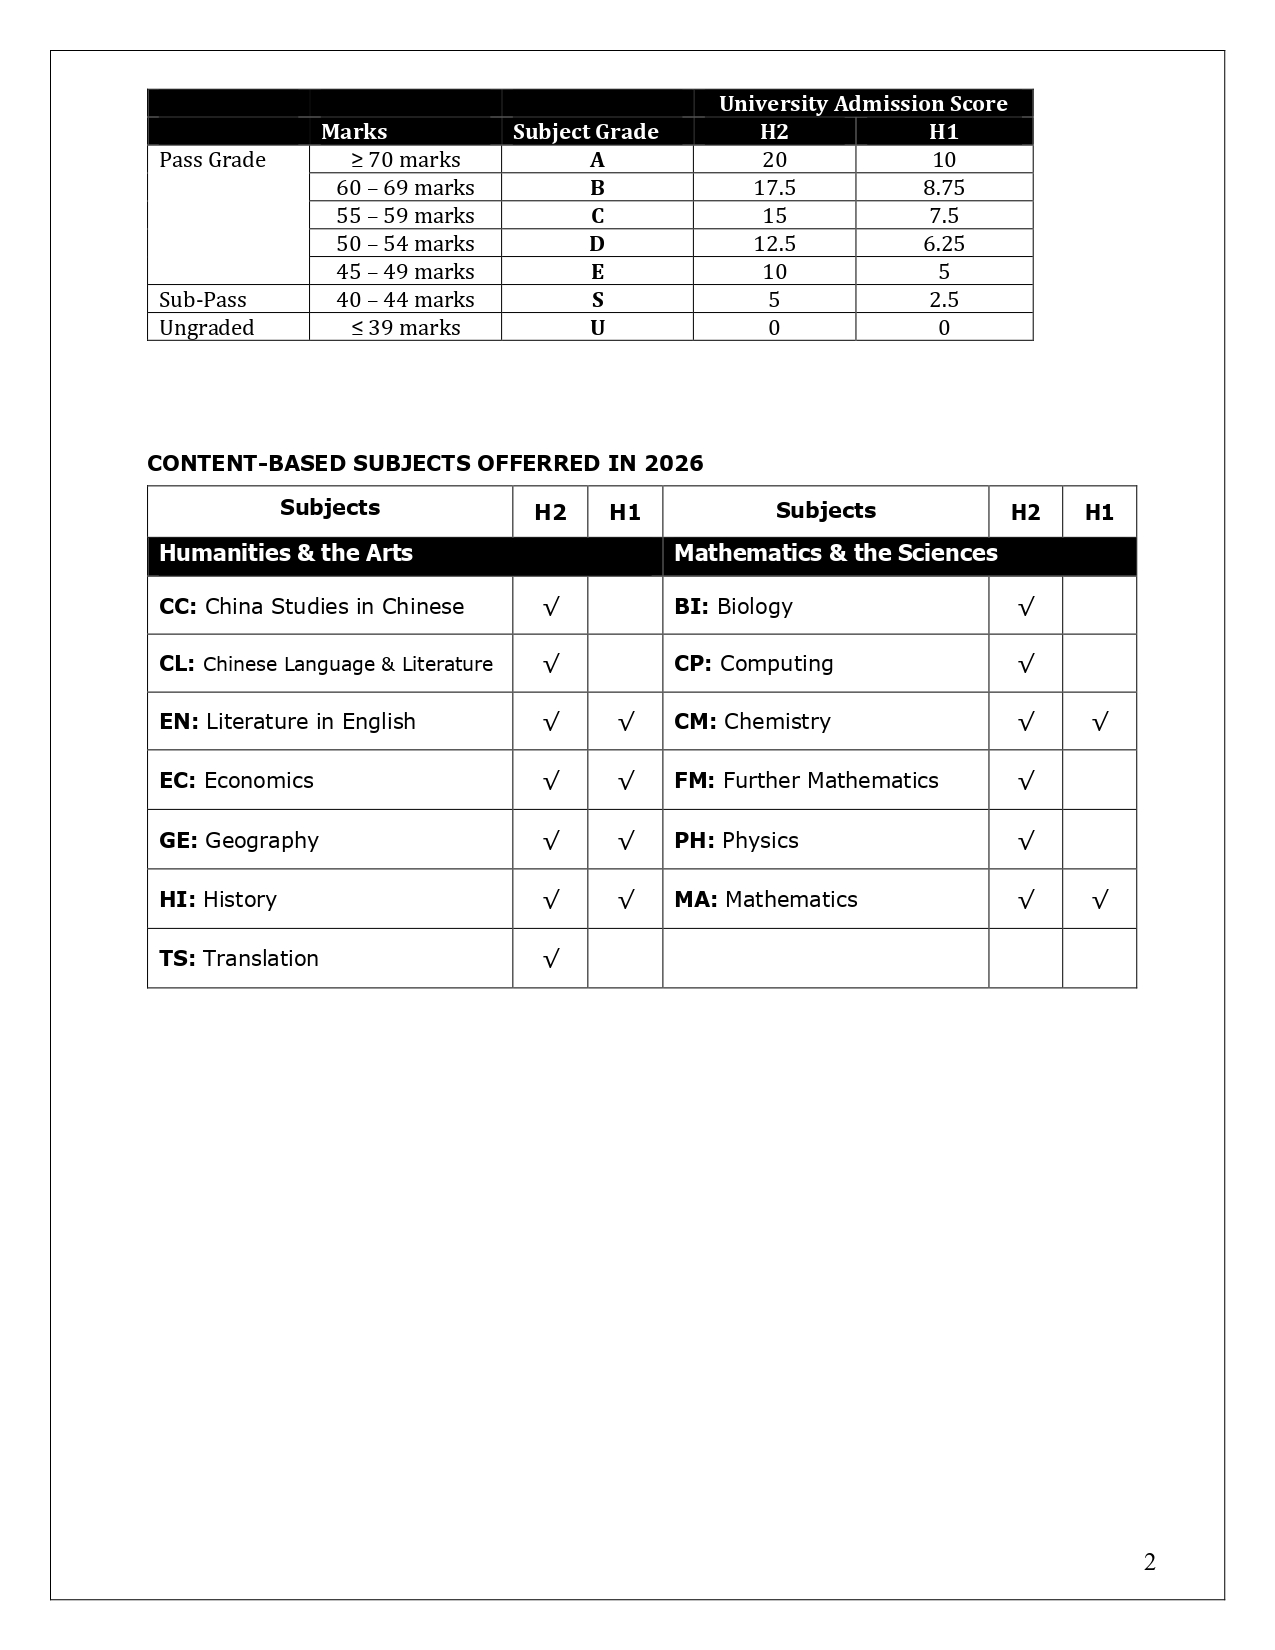 University Admission Score
Marks Subject Grade H2 H1
Pass Grade ≥ 70 marks A 20 10
60 – 69 marks B 17.5 8.75
55 – 59 marks C 15 7.5
50 – 54 marks D 12.5 6.25
45 – 49 marks E 10 5
Sub-Pass 40 – 44 marks S 5 2.5
Ungraded ≤ 39 marks U 0 0
CONTENT-BASED SUBJECTS OFFERRED IN 2026
Subjects H2 H1 Subjects H2 H1
Humanities & the Arts Mathematics & the Sciences
CC: China Studies in Chinese √ BI: Biology √
CL: Chinese Language & Literature √ CP: Computing √
EN: Literature in English √ √ CM: Chemistry √ √
EC: Economics √ √ FM: Further Mathematics √
GE: Geography √ √ PH: Physics √
HI: History √ √ MA: Mathematics √ √
TS: Translation √
2